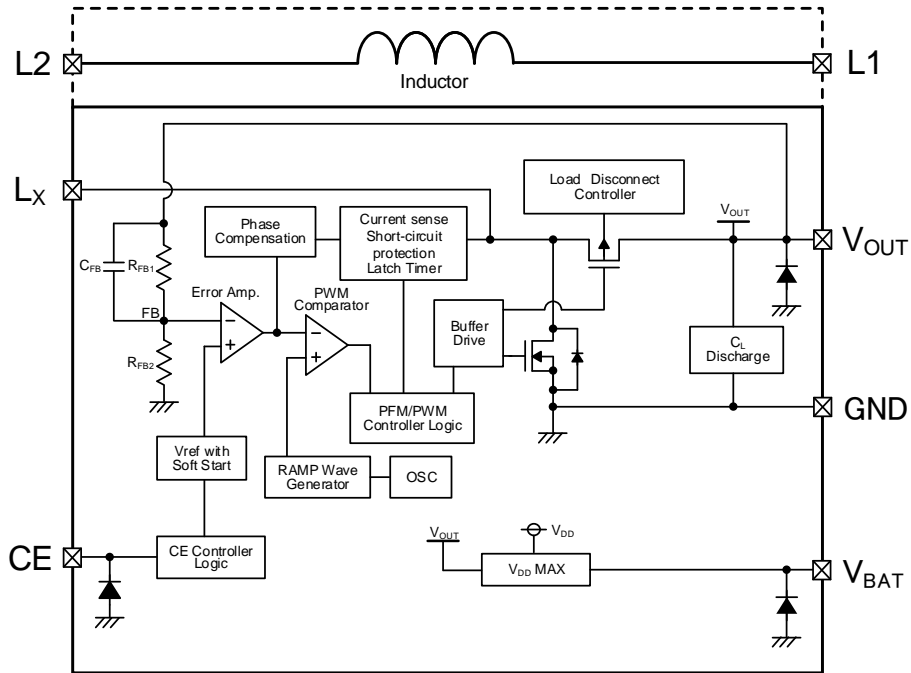 L2
L1
Inductor
LX
Load Disconnect
Controller
VOUT
Phase
Compensation
Current sense
Short-circuit
protection
Latch Timer
VOUT
CFB
RFB1
Error Amp.
PWM
Comparator
FB
Buffer
Drive
CL
Discharge
RFB2
GND
PFM/PWM
Controller Logic
Vref with
Soft Start
RAMP Wave
Generator
OSC
CE
CE Controller
Logic
VOUT
VDD
VDD MAX
VBAT